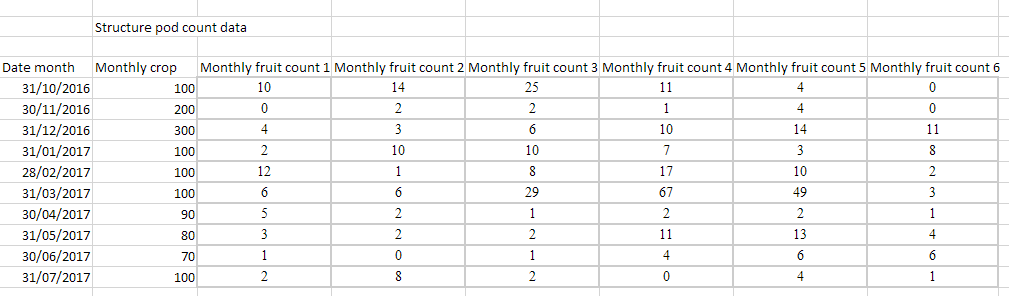 Structure pod count data
Date month Monthly crop Monthly fruit count 1 Monthly fruit count 2 Monthly fruit count 3 Monthly fruit count 4 Monthly fruit count 5 Monthly fruit count 6
31/10/2016 100 10 14 25 11 4 0
30/11/2016 200 0 2 2 1 4 0
31/12/2016 300 4 3 6 10 14 11
31/01/2017 100 2 10 10 7 3 8
28/02/2017 100 12 1 8 17 10 2
31/03/2017 100 6 6 29 67 49 3
30/04/2017 90 5 2 1 2 2 1
31/05/2017 80 3 2 2 11 13 4
30/06/2017 70 1 0 1 4 6 6
31/07/2017 100 2 8 2 0 4 1